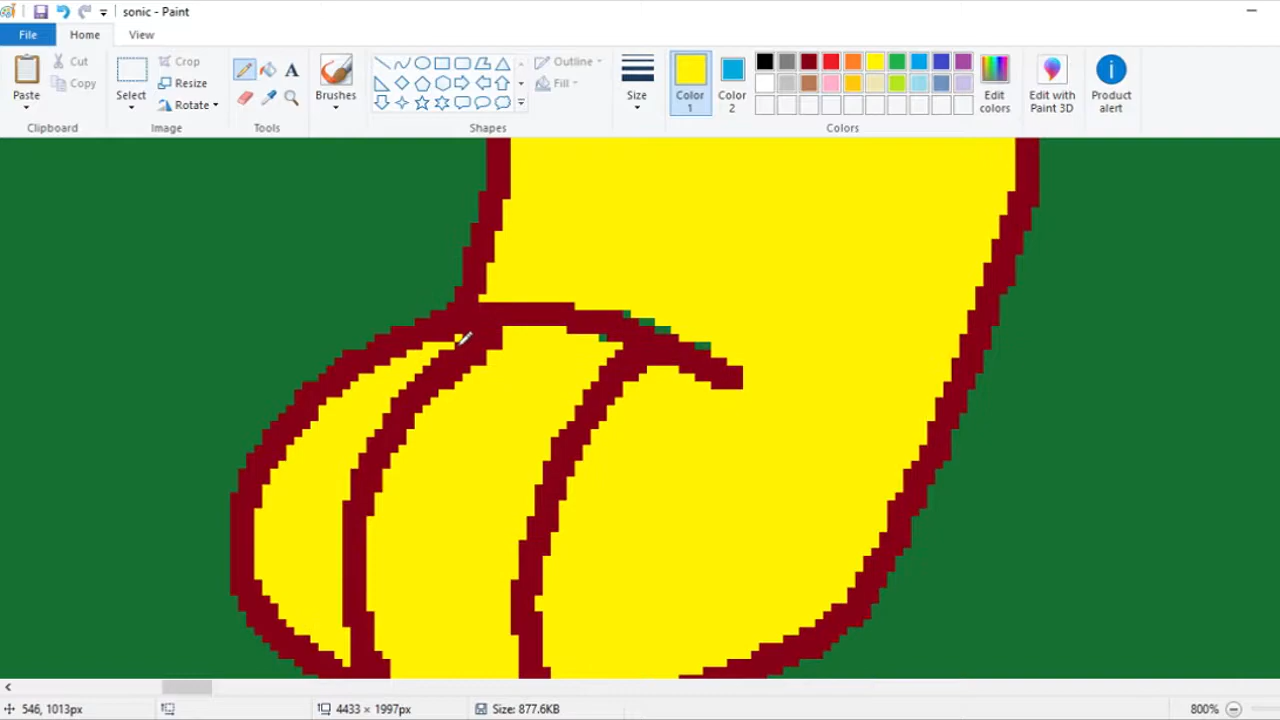 sonic - Paint
File Home View
Paste Cut Copy Select Crop Resize Rotate A Brushes Outline Fill Size Color 1 Color 2 Edit colors Edit with Paint 3D Product alert
Clipboard Image Tools Shapes Colors
546, 1013px 4433 × 1997px Size: 877.6KB 800%